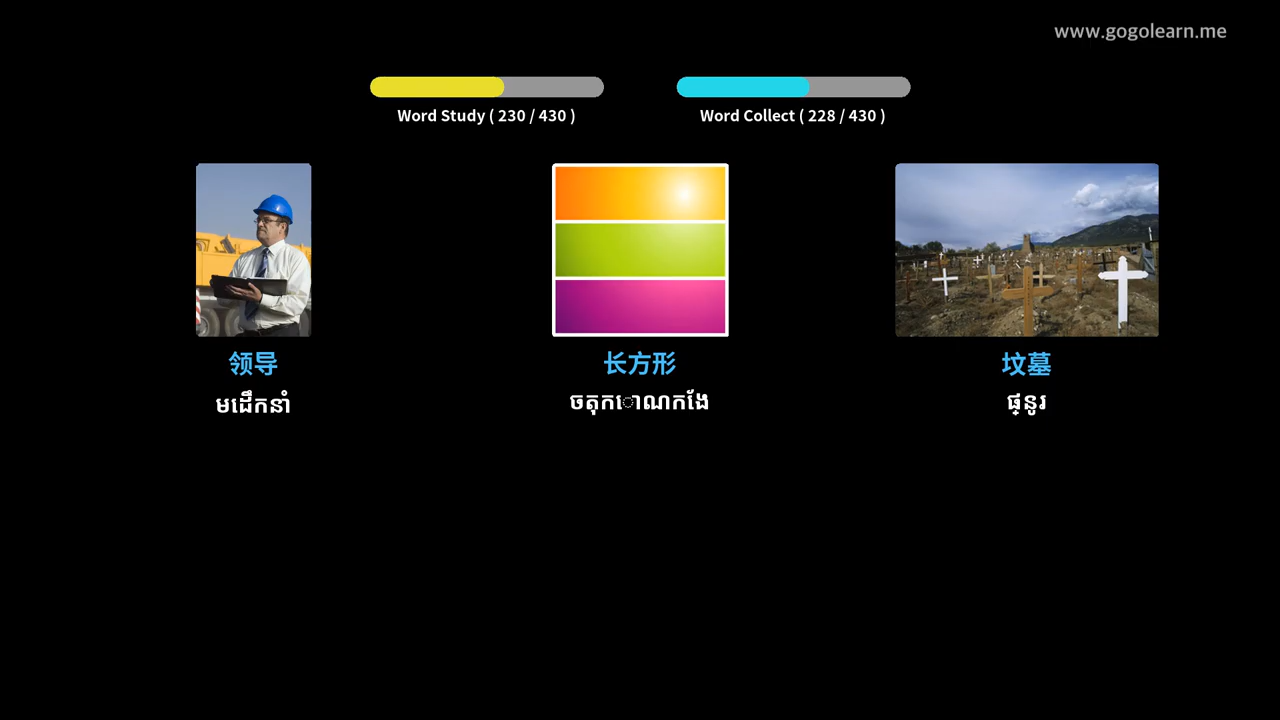 www.gogolearn.me
Word Study ( 230 / 430 )
Word Collect ( 228 / 430 )
领导
长方形
坟墓
មដឹកនាំ
ចតុកោណកែង
ផ្នូរ